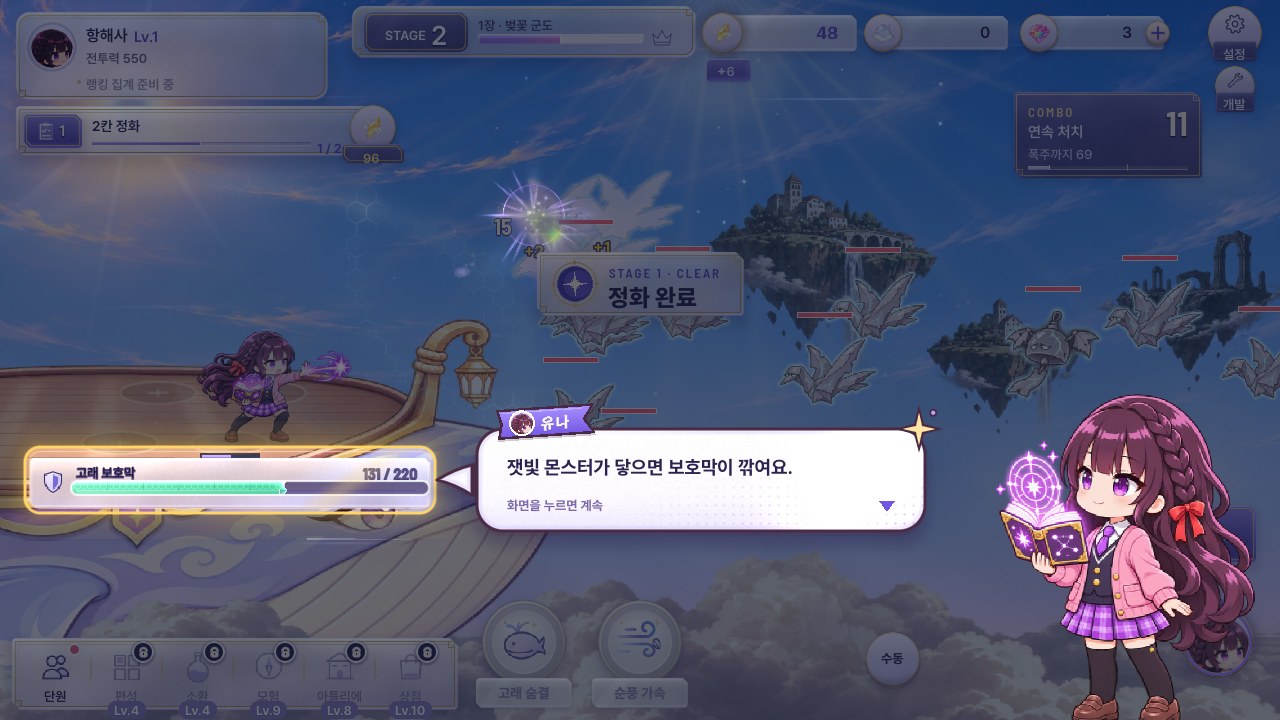 항해사 Lv.1
전투력 550
랭킹 집계 준비 중
STAGE 2
1장 · 벚꽃 군도
48
+6
0
3
설정
개발
1
2칸 정화
1 / 2
96
COMBO
연속 처치
11
폭주까지 69
15
+2
+1
STAGE 1 · CLEAR
정화 완료
고래 보호막
131 / 220
유나
잿빛 몬스터가 닿으면 보호막이 깎여요.
화면을 누르면 계속
단원
편성
Lv.4
소환
Lv.4
모험
Lv.9
아틀리에
Lv.8
상점
Lv.10
고래 숨결
순풍 가속
수동